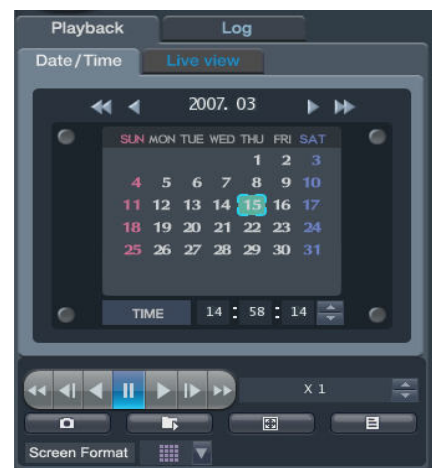 Playback Log
Date/Time Live view
2007. 03
SUN MON TUE WED THU FRI SAT
1 2 3
4 5 6 7 8 9 10
11 12 13 14 15 16 17
18 19 20 21 22 23 24
25 26 27 28 29 30 31
TIME 14 : 58 : 14
X 1
Screen Format